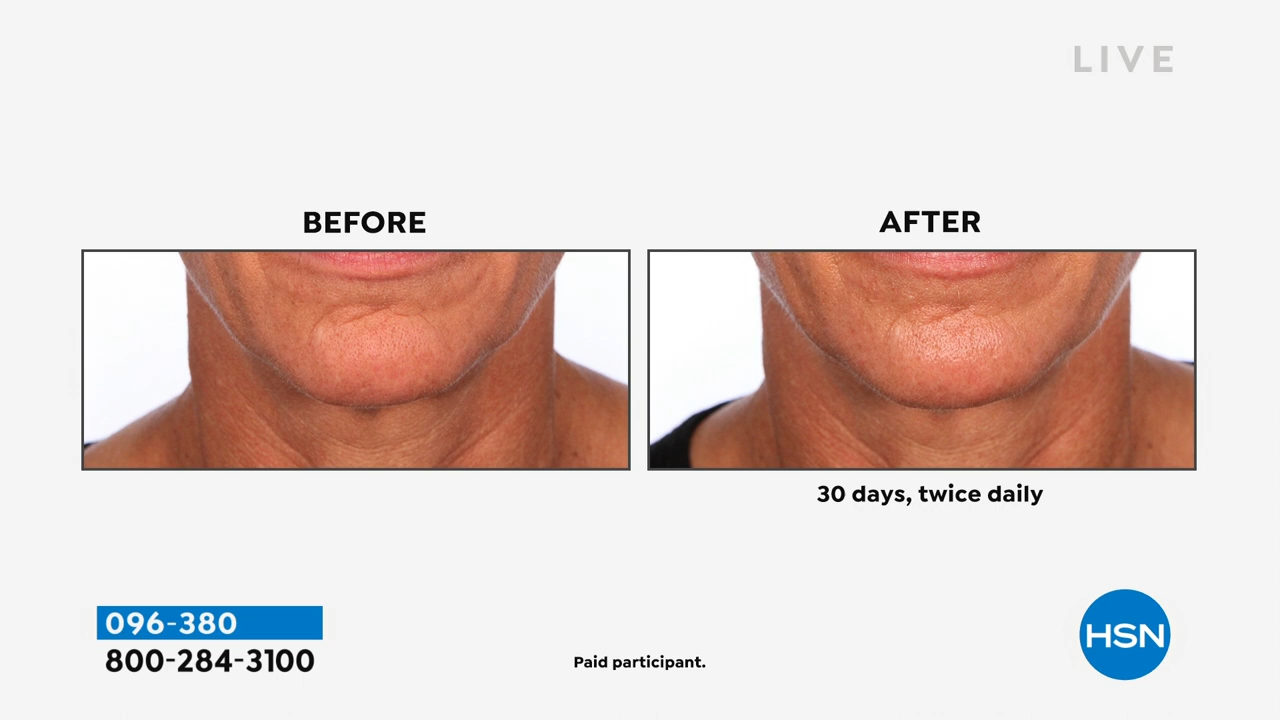 LIVE
BEFORE
AFTER
30 days, twice daily
096-380
800-284-3100
Paid participant.
HSN